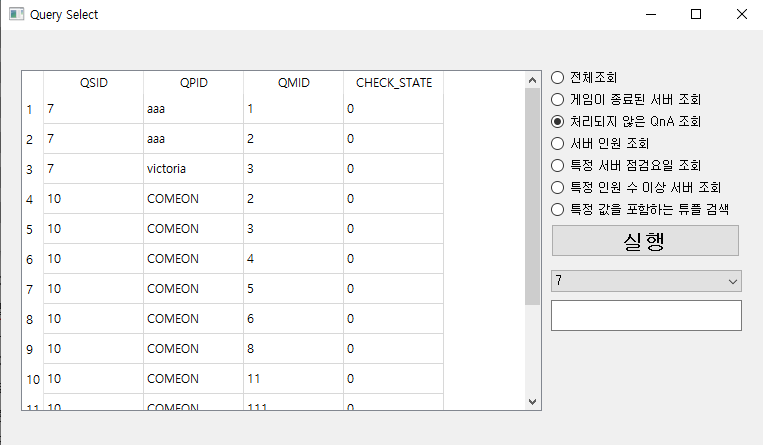 Query Select
QSID QPID QMID CHECK_STATE
1 7 aaa 1 0
2 7 aaa 2 0
3 7 victoria 3 0
4 10 COMEON 2 0
5 10 COMEON 3 0
6 10 COMEON 4 0
7 10 COMEON 5 0
8 10 COMEON 6 0
9 10 COMEON 8 0
10 10 COMEON 11 0
11 10 COMEON 111 0
전체조회
게임이 종료된 서버 조회
처리되지 않은 QnA 조회
서버 인원 조회
특정 서버 점검요일 조회
특정 인원 수 이상 서버 조회
특정 값을 포함하는 튜플 검색
실행
7